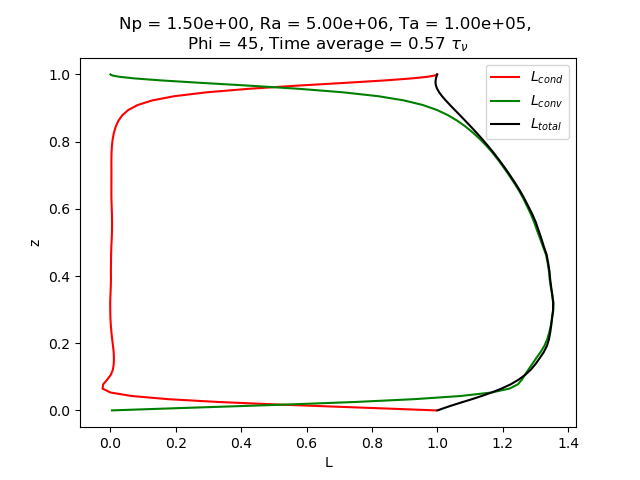 Np = 1.50e+00, Ra = 5.00e+06, Ta = 1.00e+05,
Phi = 45, Time average = 0.57 τν
L_cond
L_conv
L_total
1.0
0.8
0.6
0.4
0.2
0.0
z
0.0 0.2 0.4 0.6 0.8 1.0 1.2 1.4
L